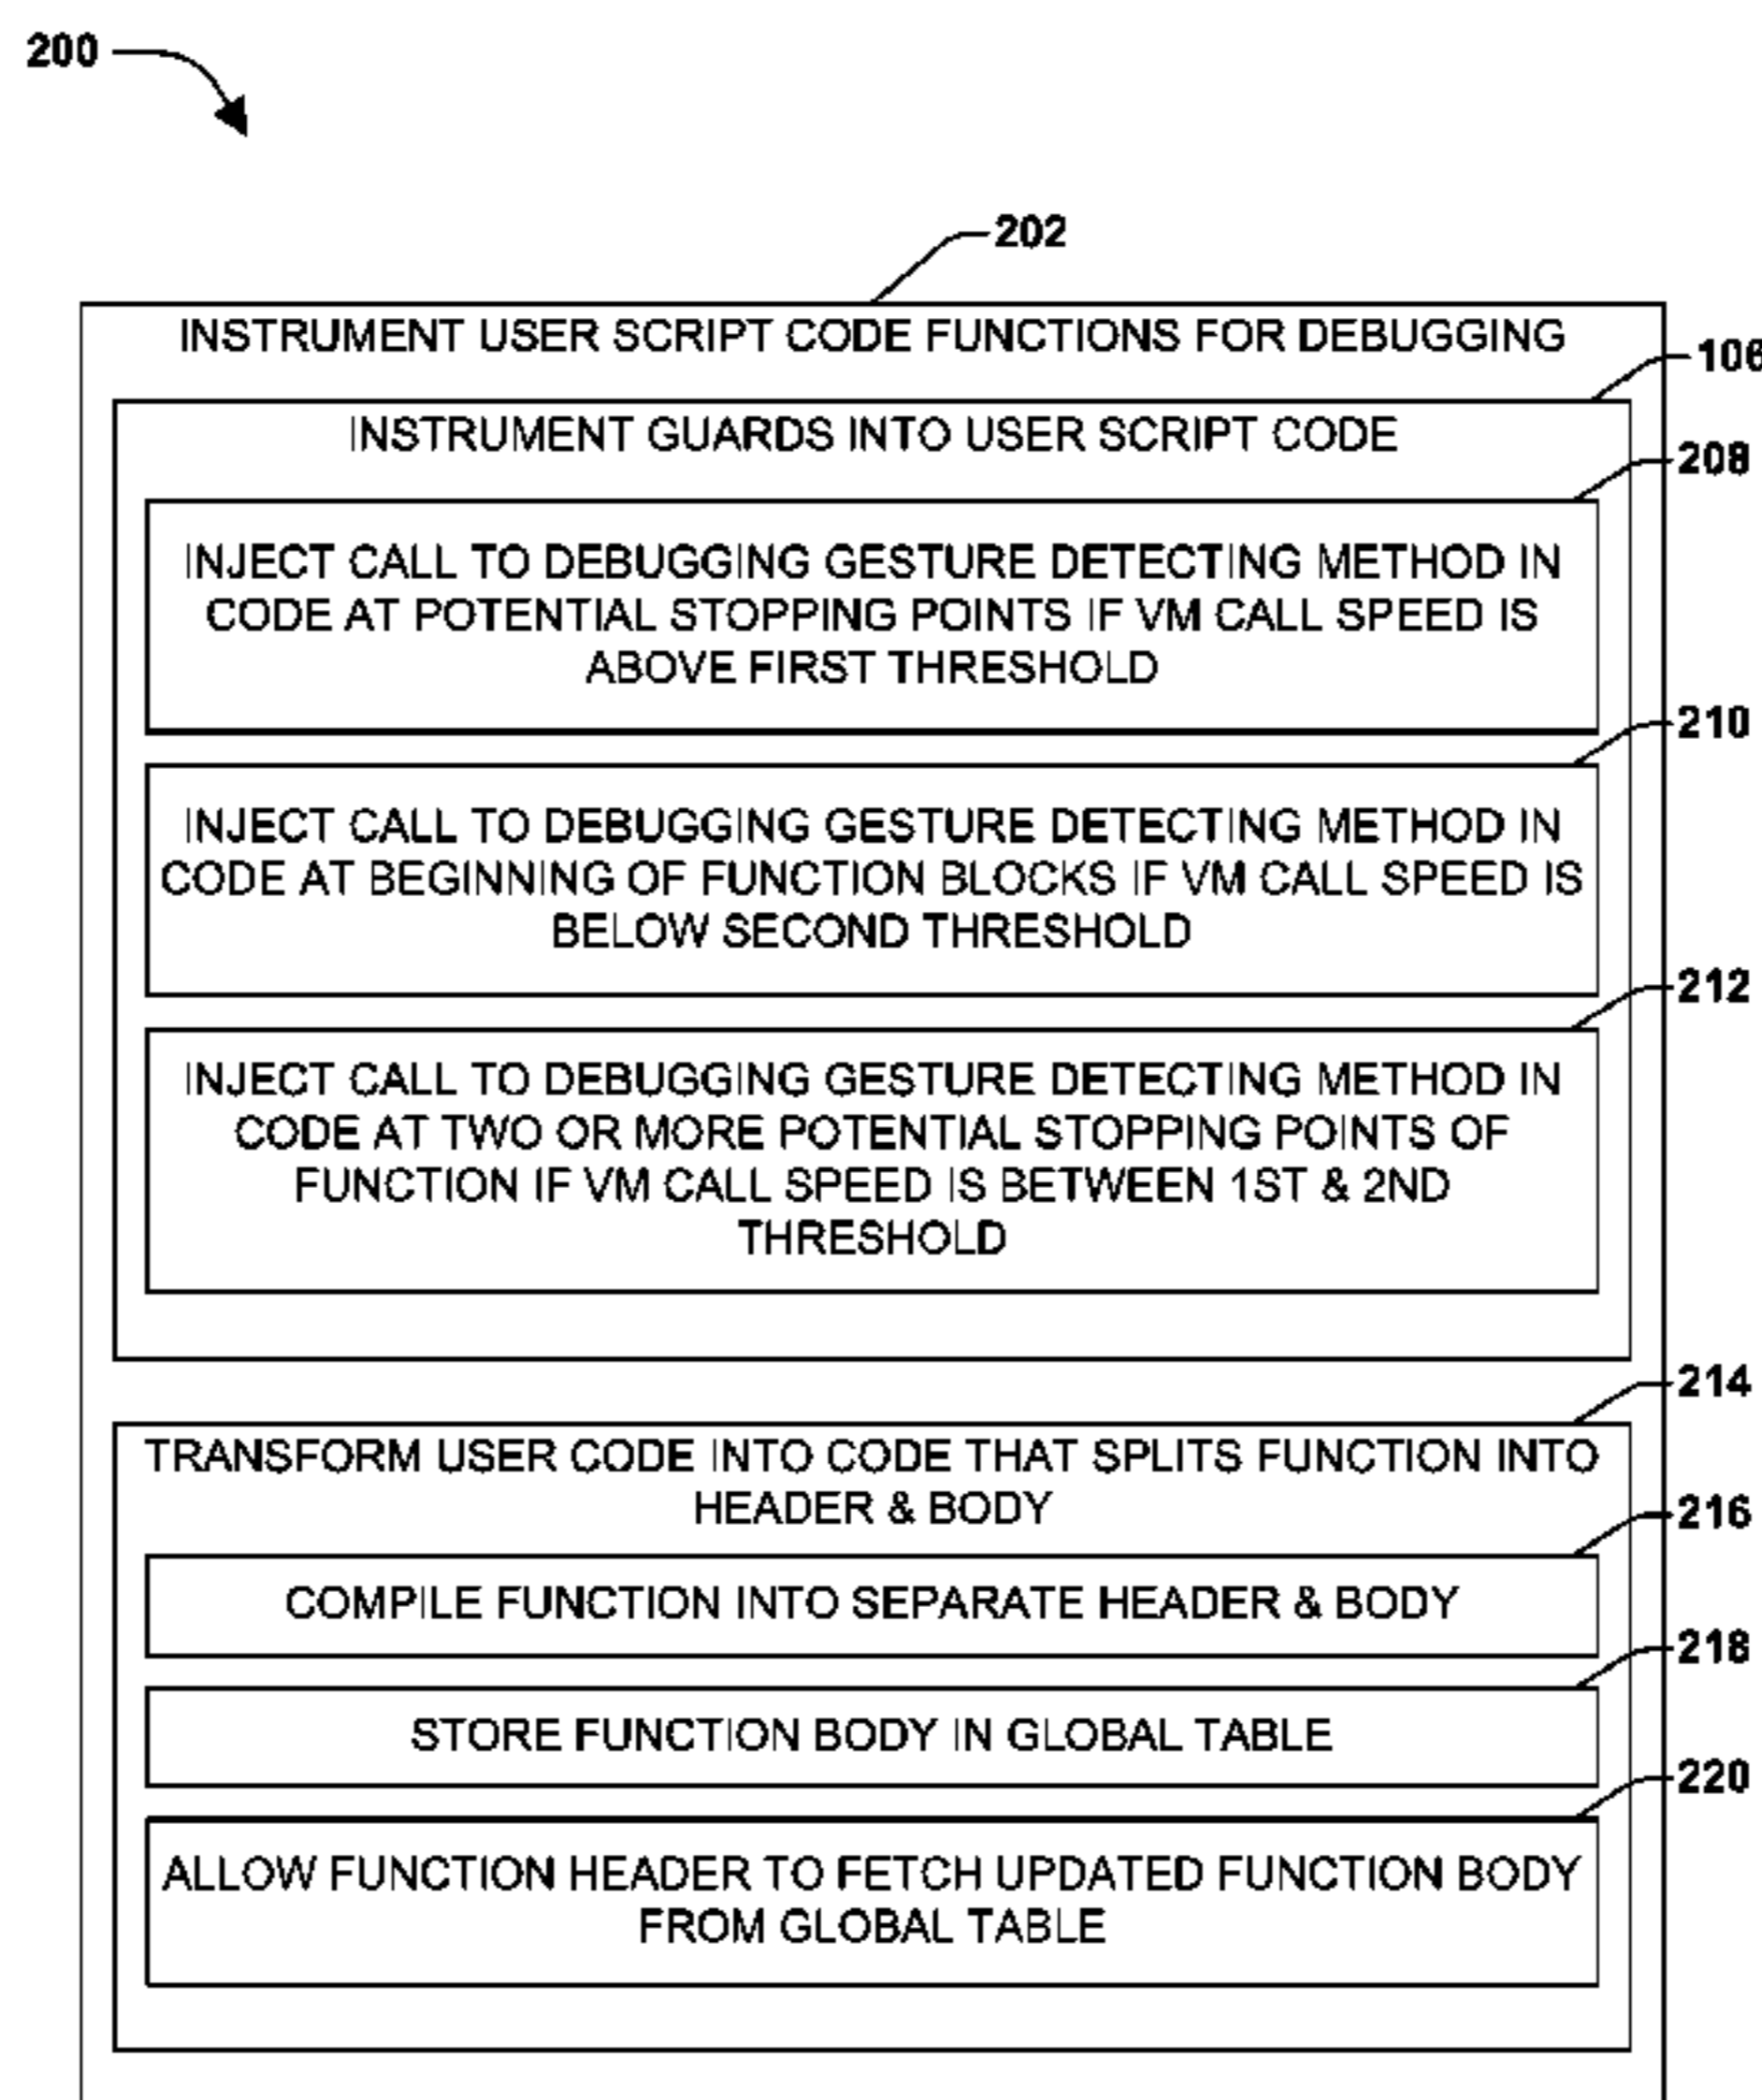 200
202
INSTRUMENT USER SCRIPT CODE FUNCTIONS FOR DEBUGGING
106
INSTRUMENT GUARDS INTO USER SCRIPT CODE
208
INJECT CALL TO DEBUGGING GESTURE DETECTING METHOD IN
CODE AT POTENTIAL STOPPING POINTS IF VM CALL SPEED IS
ABOVE FIRST THRESHOLD
210
INJECT CALL TO DEBUGGING GESTURE DETECTING METHOD IN
CODE AT BEGINNING OF FUNCTION BLOCKS IF VM CALL SPEED IS
BELOW SECOND THRESHOLD
212
INJECT CALL TO DEBUGGING GESTURE DETECTING METHOD IN
CODE AT TWO OR MORE POTENTIAL STOPPING POINTS OF
FUNCTION IF VM CALL SPEED IS BETWEEN 1ST & 2ND
THRESHOLD
214
TRANSFORM USER CODE INTO CODE THAT SPLITS FUNCTION INTO
HEADER & BODY
216
COMPILE FUNCTION INTO SEPARATE HEADER & BODY
218
STORE FUNCTION BODY IN GLOBAL TABLE
220
ALLOW FUNCTION HEADER TO FETCH UPDATED FUNCTION BODY
FROM GLOBAL TABLE